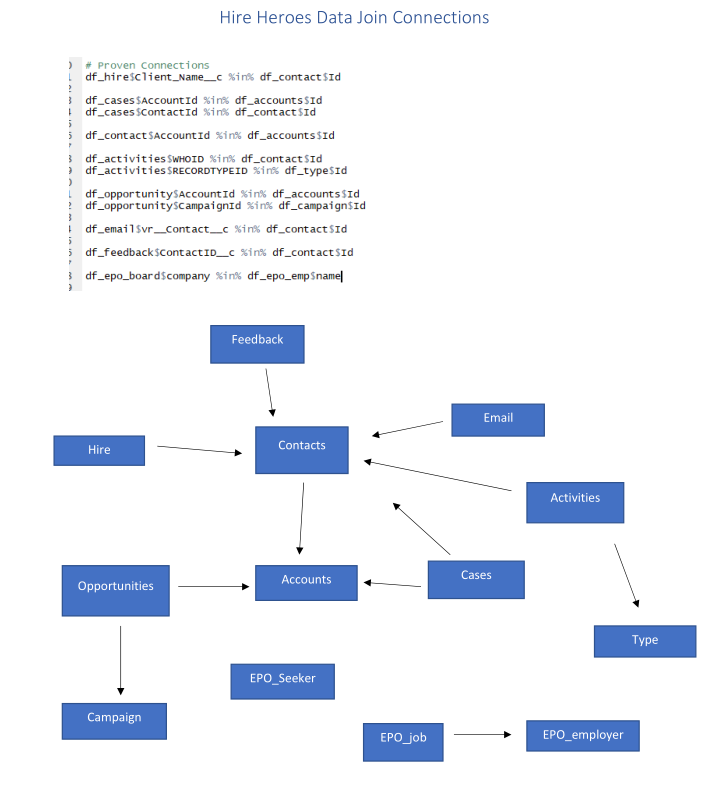 Hire Heroes Data Join Connections
# Proven Connections
df_hire$Client_Name__c %in% df_contact$Id
df_cases$AccountId %in% df_accounts$Id
df_cases$ContactId %in% df_contact$Id
df_contact$AccountId %in% df_accounts$Id
df_activities$WHOID %in% df_contact$Id
df_activities$RECORDTYPEID %in% df_type$Id
df_opportunity$AccountId %in% df_accounts$Id
df_opportunity$CampaignId %in% df_campaign$Id
df_email$vr__Contact__c %in% df_contact$Id
df_feedback$ContactID__c %in% df_contact$Id
df_epo_board$company %in% df_epo_emp$name
Feedback
Email
Contacts
Hire
Activities
Cases
Accounts
Opportunities
Type
EPO_Seeker
Campaign
EPO_job
EPO_employer